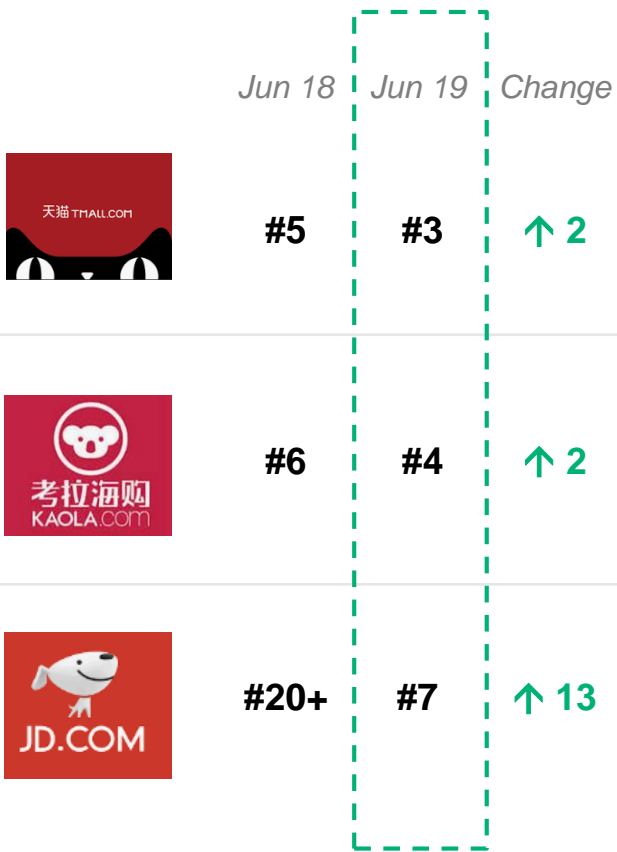 Jun 18 Jun 19 Change
天猫 TMALL.COM
#5 #3 ↑ 2
考拉海购
KAOLA.COM
#6 #4 ↑ 2
JD.COM
#20+ #7 ↑ 13